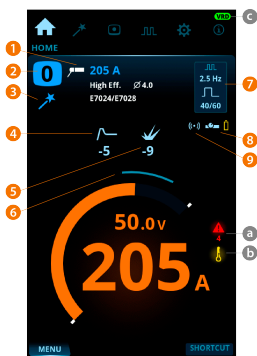 VRD
c
HOME
1
205 A
2
0
High Eff. Ø 4.0
E7024/E7028
2.5 Hz
40/60
7
3
8
9
4
-5
-9
5
6
50.0V
205A
4
a
b
MENU
SHORTCUT